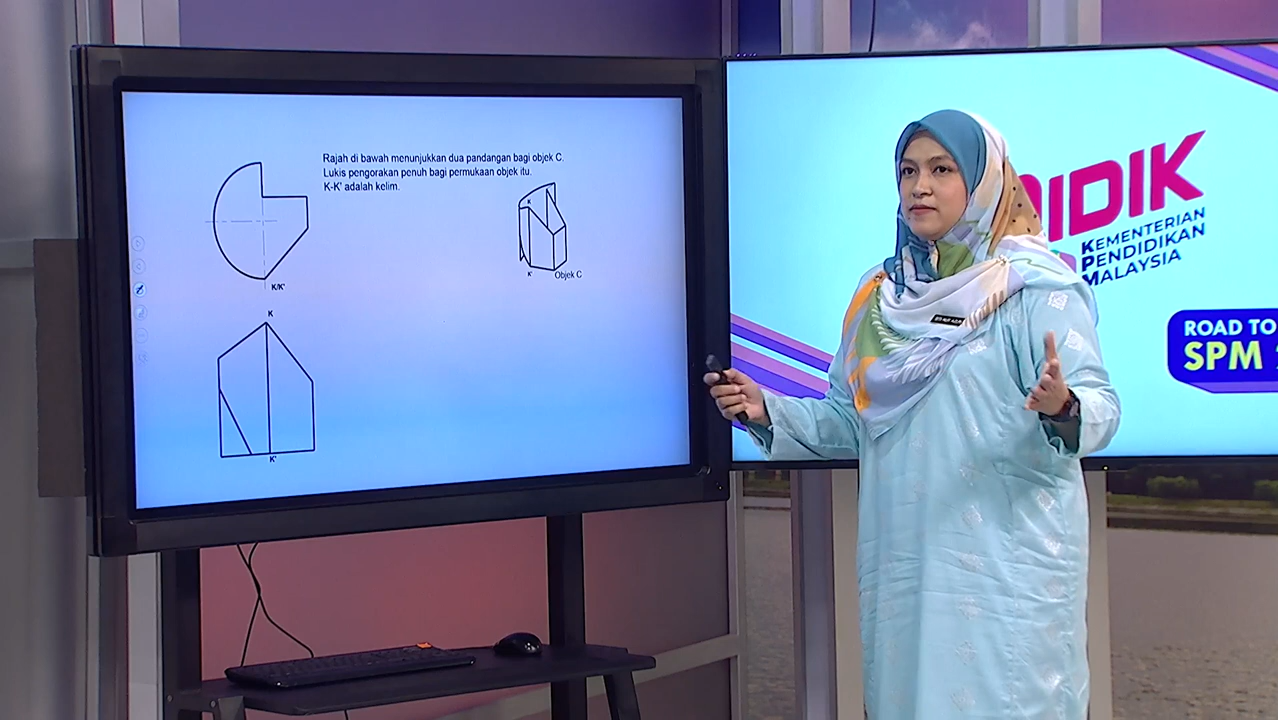 Rajah di bawah menunjukkan dua pandangan bagi objek C.
Lukis pengorakan penuh bagi permukaan objek itu.
K-K' adalah kelim.
K
K'
Objek C
K/K'
K
K'
DIDIK
KEMENTERIAN
PENDIDIKAN
MALAYSIA
ROAD TO
SPM